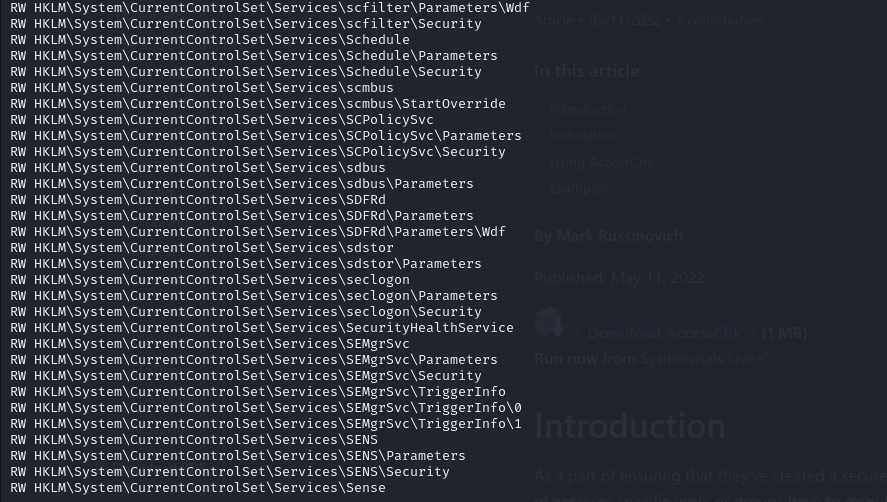 RW HKLM\System\CurrentControlSet\Services\scfilter\Parameters\Wdf
RW HKLM\System\CurrentControlSet\Services\scfilter\Security
RW HKLM\System\CurrentControlSet\Services\Schedule
RW HKLM\System\CurrentControlSet\Services\Schedule\Parameters
RW HKLM\System\CurrentControlSet\Services\Schedule\Security
RW HKLM\System\CurrentControlSet\Services\scmbus
RW HKLM\System\CurrentControlSet\Services\scmbus\StartOverride
RW HKLM\System\CurrentControlSet\Services\SCPolicySvc
RW HKLM\System\CurrentControlSet\Services\SCPolicySvc\Parameters
RW HKLM\System\CurrentControlSet\Services\SCPolicySvc\Security
RW HKLM\System\CurrentControlSet\Services\sdbus
RW HKLM\System\CurrentControlSet\Services\sdbus\Parameters
RW HKLM\System\CurrentControlSet\Services\SDFRd
RW HKLM\System\CurrentControlSet\Services\SDFRd\Parameters
RW HKLM\System\CurrentControlSet\Services\SDFRd\Parameters\Wdf
RW HKLM\System\CurrentControlSet\Services\sdstor
RW HKLM\System\CurrentControlSet\Services\sdstor\Parameters
RW HKLM\System\CurrentControlSet\Services\seclogon
RW HKLM\System\CurrentControlSet\Services\seclogon\Parameters
RW HKLM\System\CurrentControlSet\Services\seclogon\Security
RW HKLM\System\CurrentControlSet\Services\SecurityHealthService
RW HKLM\System\CurrentControlSet\Services\SEMgrSvc
RW HKLM\System\CurrentControlSet\Services\SEMgrSvc\Parameters
RW HKLM\System\CurrentControlSet\Services\SEMgrSvc\Security
RW HKLM\System\CurrentControlSet\Services\SEMgrSvc\TriggerInfo
RW HKLM\System\CurrentControlSet\Services\SEMgrSvc\TriggerInfo\0
RW HKLM\System\CurrentControlSet\Services\SEMgrSvc\TriggerInfo\1
RW HKLM\System\CurrentControlSet\Services\SENS
RW HKLM\System\CurrentControlSet\Services\SENS\Parameters
RW HKLM\System\CurrentControlSet\Services\SENS\Security
RW HKLM\System\CurrentControlSet\Services\Sense
Article • 05/11/2022 • 7 contributors
In this article
Introduction
Installation
Using AccessChk
Examples
By Mark Russinovich
Published: May 11, 2022
Download AccessChk (1 MB)
Run now from Sysinternals Live
Introduction
As a part of ensuring that they've created a secure